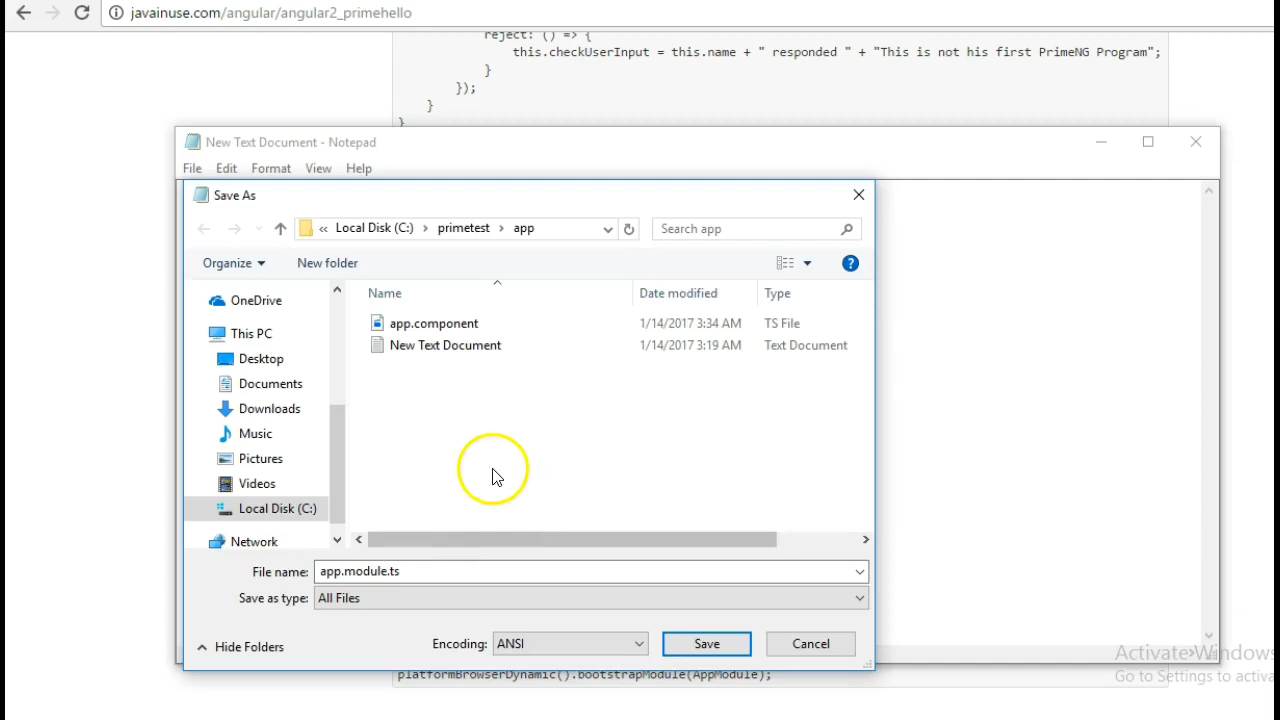 javainuse.com/angular/angular2_primehello
reject: () => {
this.checkUserInput = this.name + " responded " + "This is not his first PrimeNG Program";
}
});
}
}
New Text Document - Notepad
File Edit Format View Help
Save As
« Local Disk (C:) › primetest › app
Search app
Organize New folder
?
Name Date modified Type
OneDrive
This PC
Desktop
Documents
Downloads
Music
Pictures
Videos
Local Disk (C:)
Network
app.component 1/14/2017 3:34 AM TS File
New Text Document 1/14/2017 3:19 AM Text Document
File name: app.module.ts
Save as type: All Files
Hide Folders Encoding: ANSI Save Cancel
Activate Windows
Go to Settings to activa
platformBrowserDynamic().bootstrapModule(AppModule);